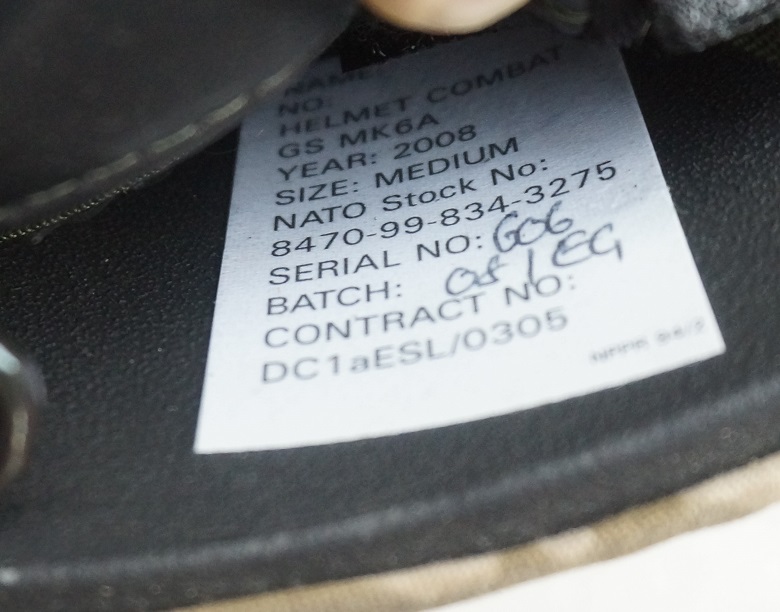 NAME:
NO:
HELMET COMBAT
GS MK6A
YEAR: 2008
SIZE: MEDIUM
NATO Stock No:
8470-99-834-3275
SERIAL NO: 606
BATCH: 08/EG
CONTRACT NO:
DC1aESL/0305